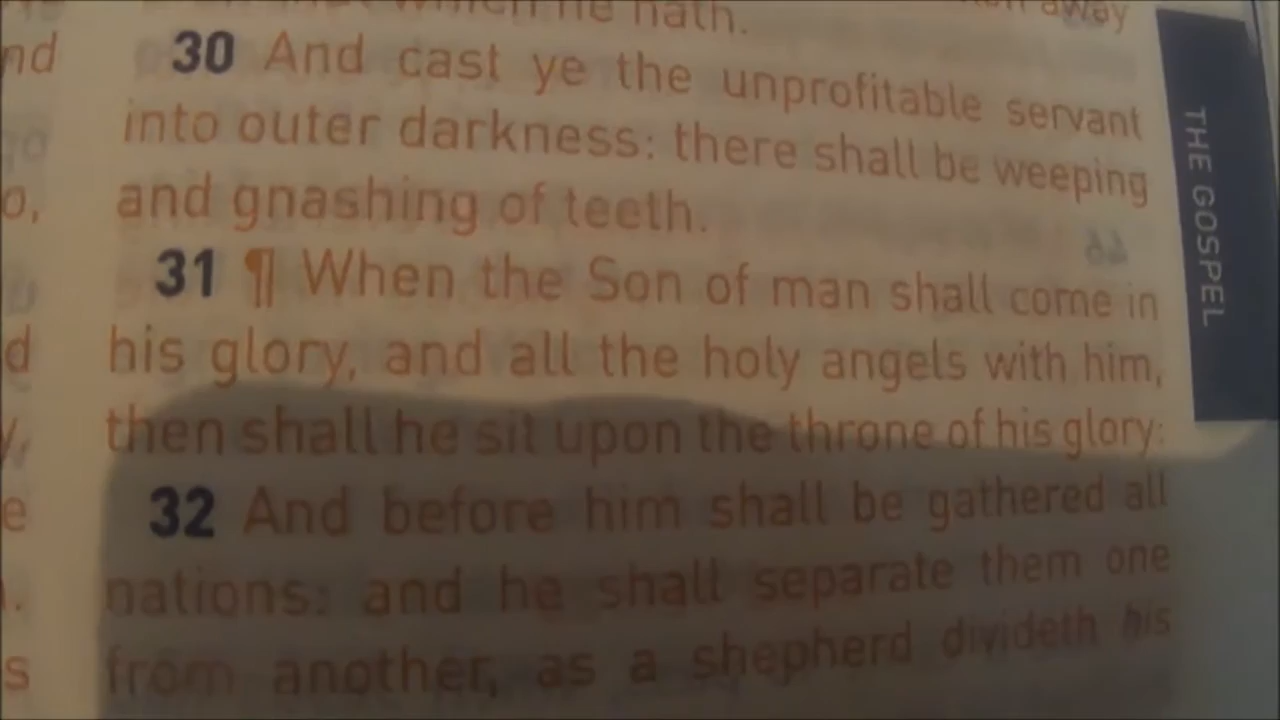 which he hath.
away
30 And cast ye the unprofitable servant
into outer darkness: there shall be weeping
and gnashing of teeth.
31 ¶ When the Son of man shall come in
his glory, and all the holy angels with him,
then shall he sit upon the throne of his glory:
32 And before him shall be gathered all
nations: and he shall separate them one
from another, as a shepherd divideth his
THE GOSPEL